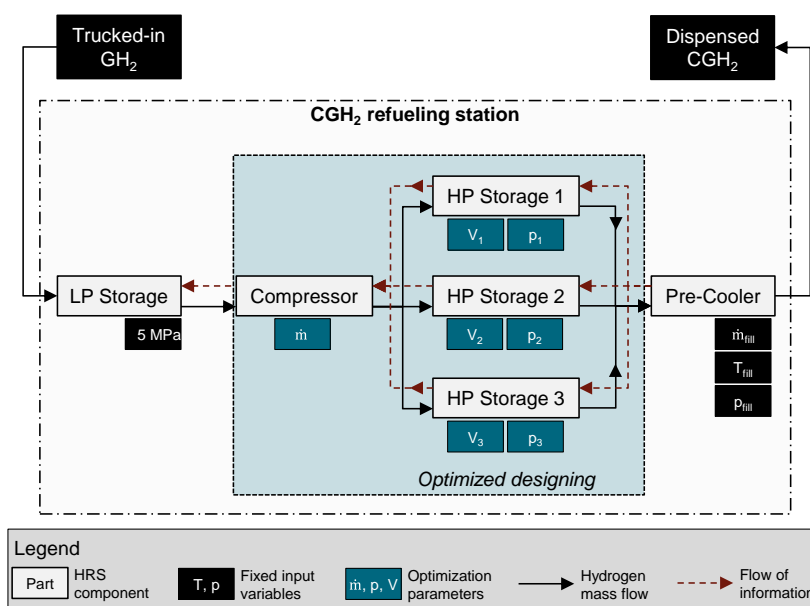 Trucked-in
GH₂
Dispensed
CGH₂
CGH₂ refueling station
HP Storage 1
V₁ p₁
LP Storage
5 MPa
Compressor
ṁ
HP Storage 2
V₂ p₂
Pre-Cooler
ṁfill
Tfill
pfill
HP Storage 3
V₃ p₃
Optimized designing
Legend
Part
HRS
component
T, p
Fixed input
variables
ṁ, p, V
Optimization
parameters
Hydrogen
mass flow
Flow of
information